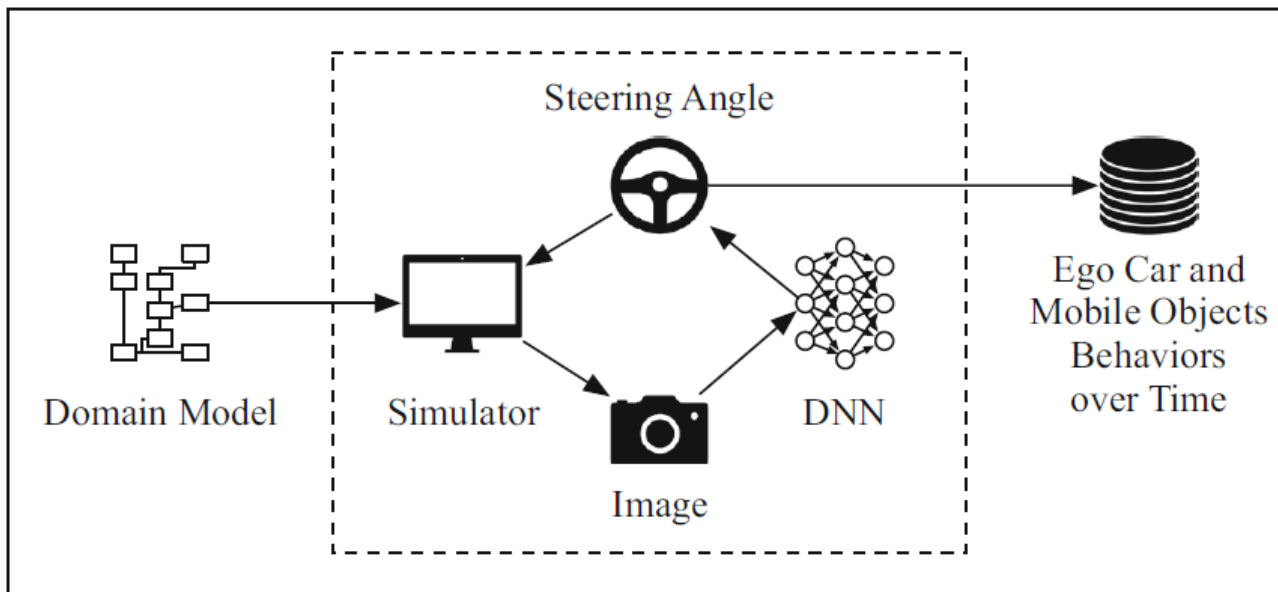 Steering Angle
Domain Model
Simulator
Image
DNN
Ego Car and
Mobile Objects
Behaviors
over Time